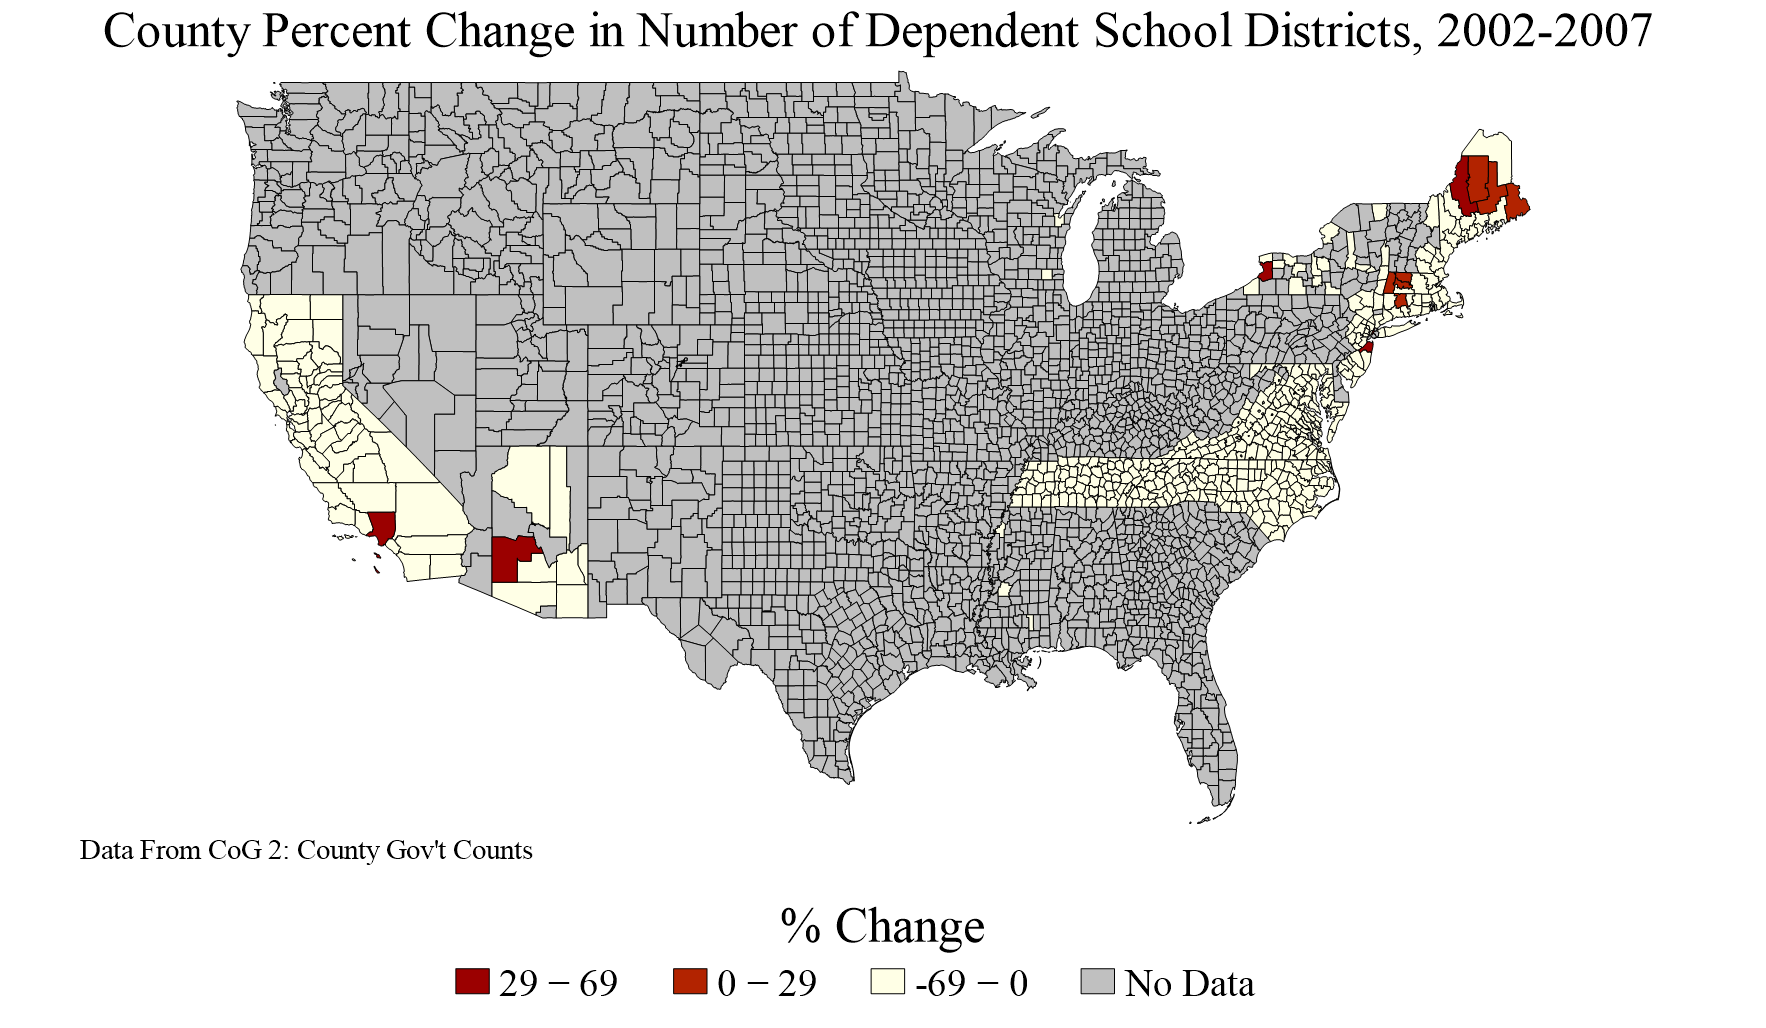 County Percent Change in Number of Dependent School Districts, 2002-2007
Data From CoG 2: County Gov't Counts
% Change
29 − 69 0 − 29 -69 − 0 No Data